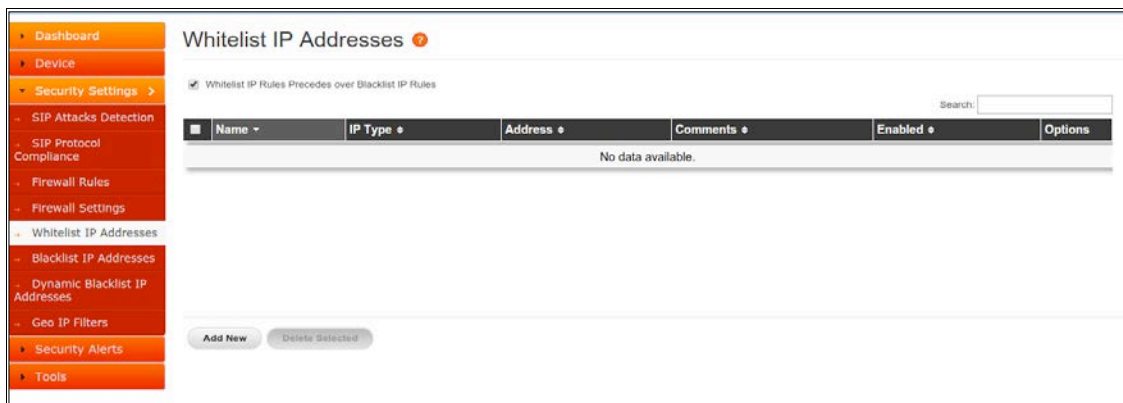 Dashboard
Device
Security Settings >
SIP Attacks Detection
SIP Protocol
Compliance
Firewall Rules
Firewall Settings
Whitelist IP Addresses
Blacklist IP Addresses
Dynamic Blacklist IP
Addresses
Geo IP Filters
Security Alerts
Tools
Whitelist IP Addresses ?
Whitelist IP Rules Precedes over Blacklist IP Rules
Search:
Name IP Type Address Comments Enabled Options
No data available.
Add New Delete Selected